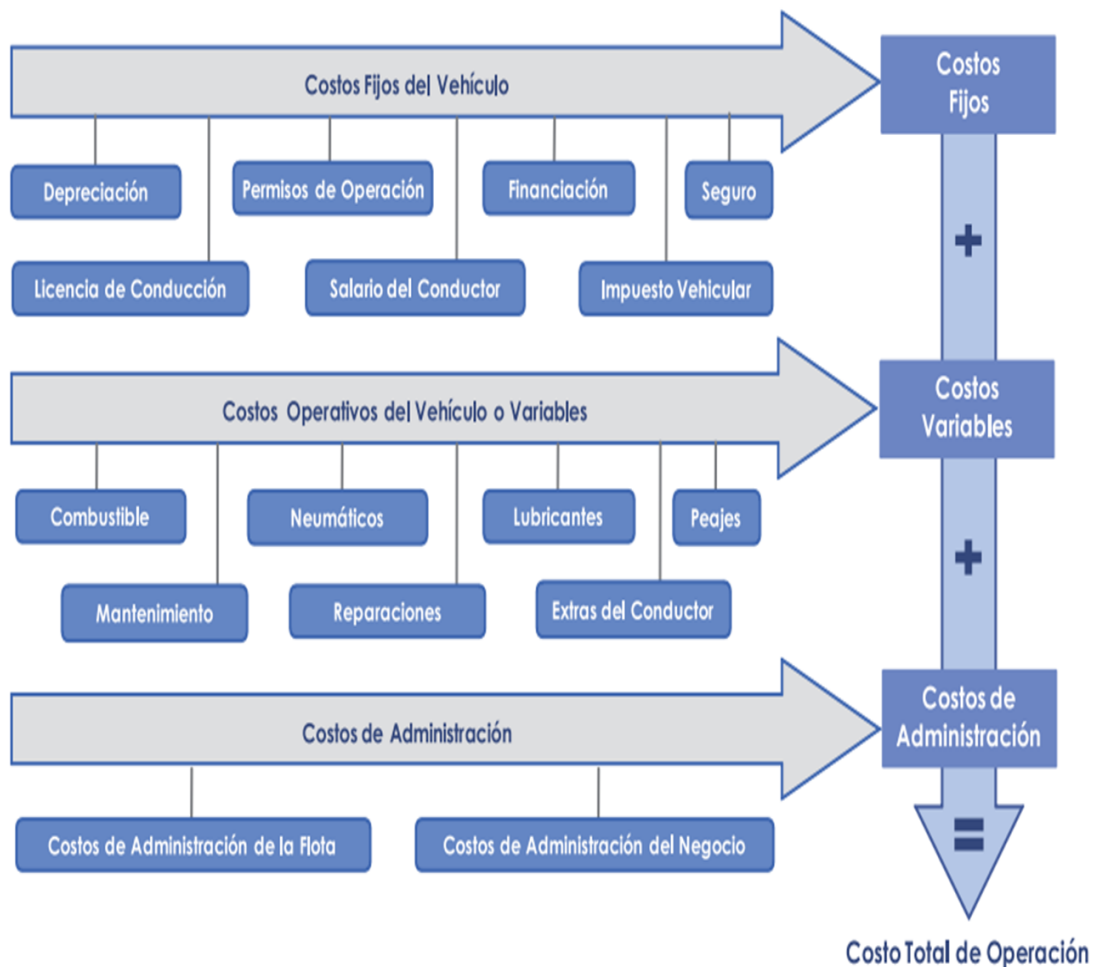 Costos Fijos del Vehículo
Costos
Fijos
Depreciación
Permisos de Operación
Financiación
Seguro
Licencia de Conducción
Salario del Conductor
Impuesto Vehicular
+
Costos Operativos del Vehículo o Variables
Costos
Variables
Combustible
Neumáticos
Lubricantes
Peajes
Mantenimiento
Reparaciones
Extras del Conductor
+
Costos de Administración
Costos de
Administración
Costos de Administración de la Flota
Costos de Administración del Negocio
=
Costo Total de Operación